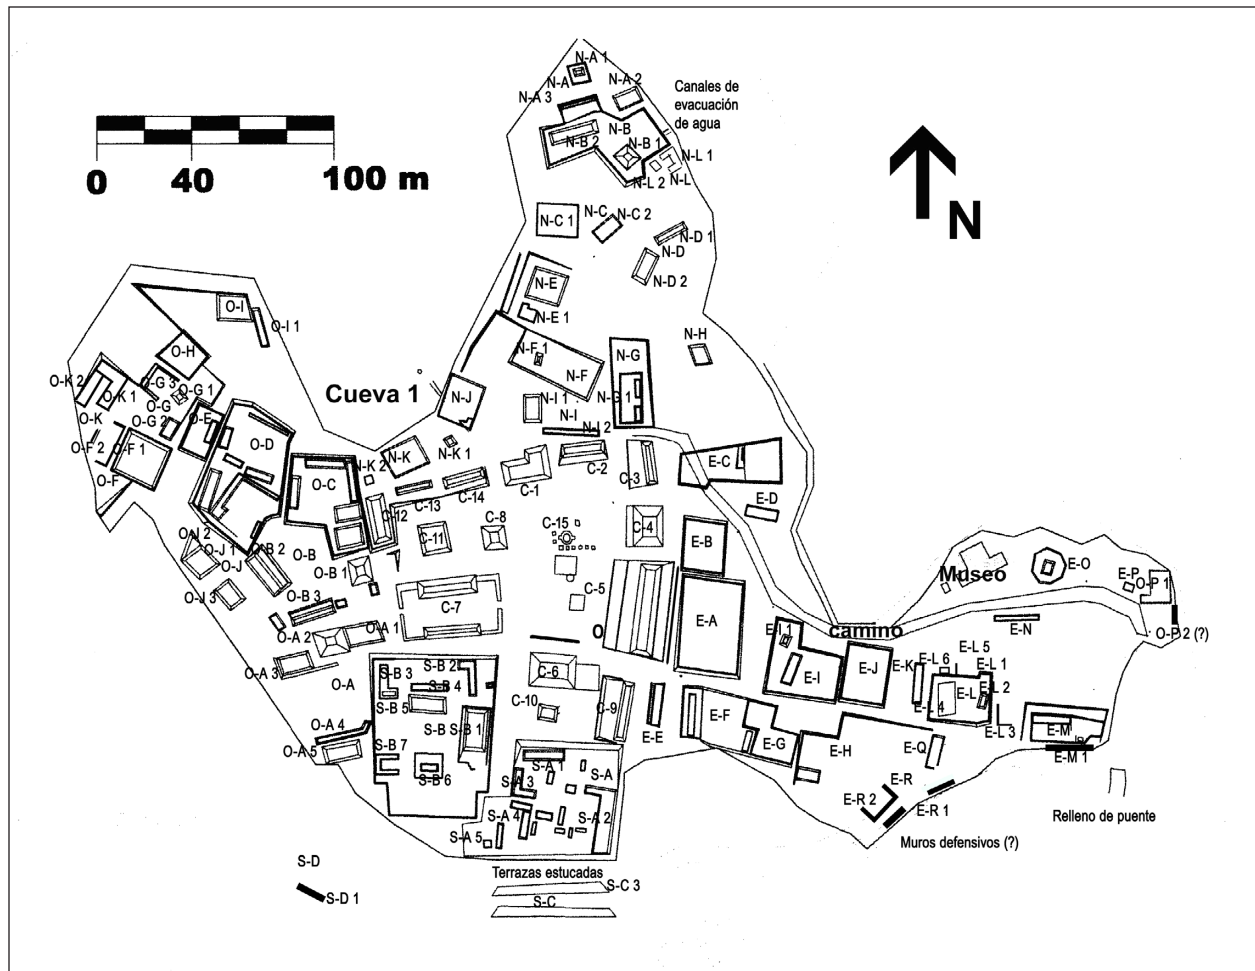 N-A 1
N-A
N-A 2
N-A 3
Canales de
evacuación
de agua
N-B
N-B 2
N-B 1
N-L 1
N-L 2
N-L
0 40 100 m
N
N-C 1
N-C
N-C 2
N-D 1
N-D
N-D 2
N-E
N-E 1
O-I
O-I 1
N-H
O-H
N-F 1
N-G
N-F
O-K 2
O-K 1
O-G 3
O-G 1
O-G
O-K
O-G 2
O-E
Cueva 1
N-J
N-I 1
N-I
N-G 1
N-I 2
O-F 2
O-F 1
O-D
O-F
N-K 2
N-K
N-K 1
C-2
C-3
E-C
O-C
C-13
C-14
C-1
E-D
C-12
C-8
C-15
C-4
C-11
E-B
O-J 1
O-B 2
O-J
O-B
O-B 1
O-J 3
O-B 3
C-7
C-5
E-A
Museo
E-O
E-P
O-P 1
O-P 2 (?)
O-A 2
O-A 1
0
E-I 1
camino
E-N
O-A 3
O-A
S-B 3
S-B 2
S-B 4
C-6
E-I
E-J
E-K
E-L 6
E-L 5
E-L 1
E-L
E-L 2
E-L 4
E-L 3
S-B 5
S-B
S-B 1
C-10
C-9
E-E
E-F
E-G
E-H
E-Q
E-M
E-M 1
O-A 4
O-A 5
S-B 7
S-B 6
S-A 1
S-A 3
S-A
S-A 2
S-A 4
S-A 5
E-R
E-R 2
E-R 1
Muros defensivos (?)
Relleno de puente
S-D
S-D 1
Terrazas estucadas
S-C 3
S-C